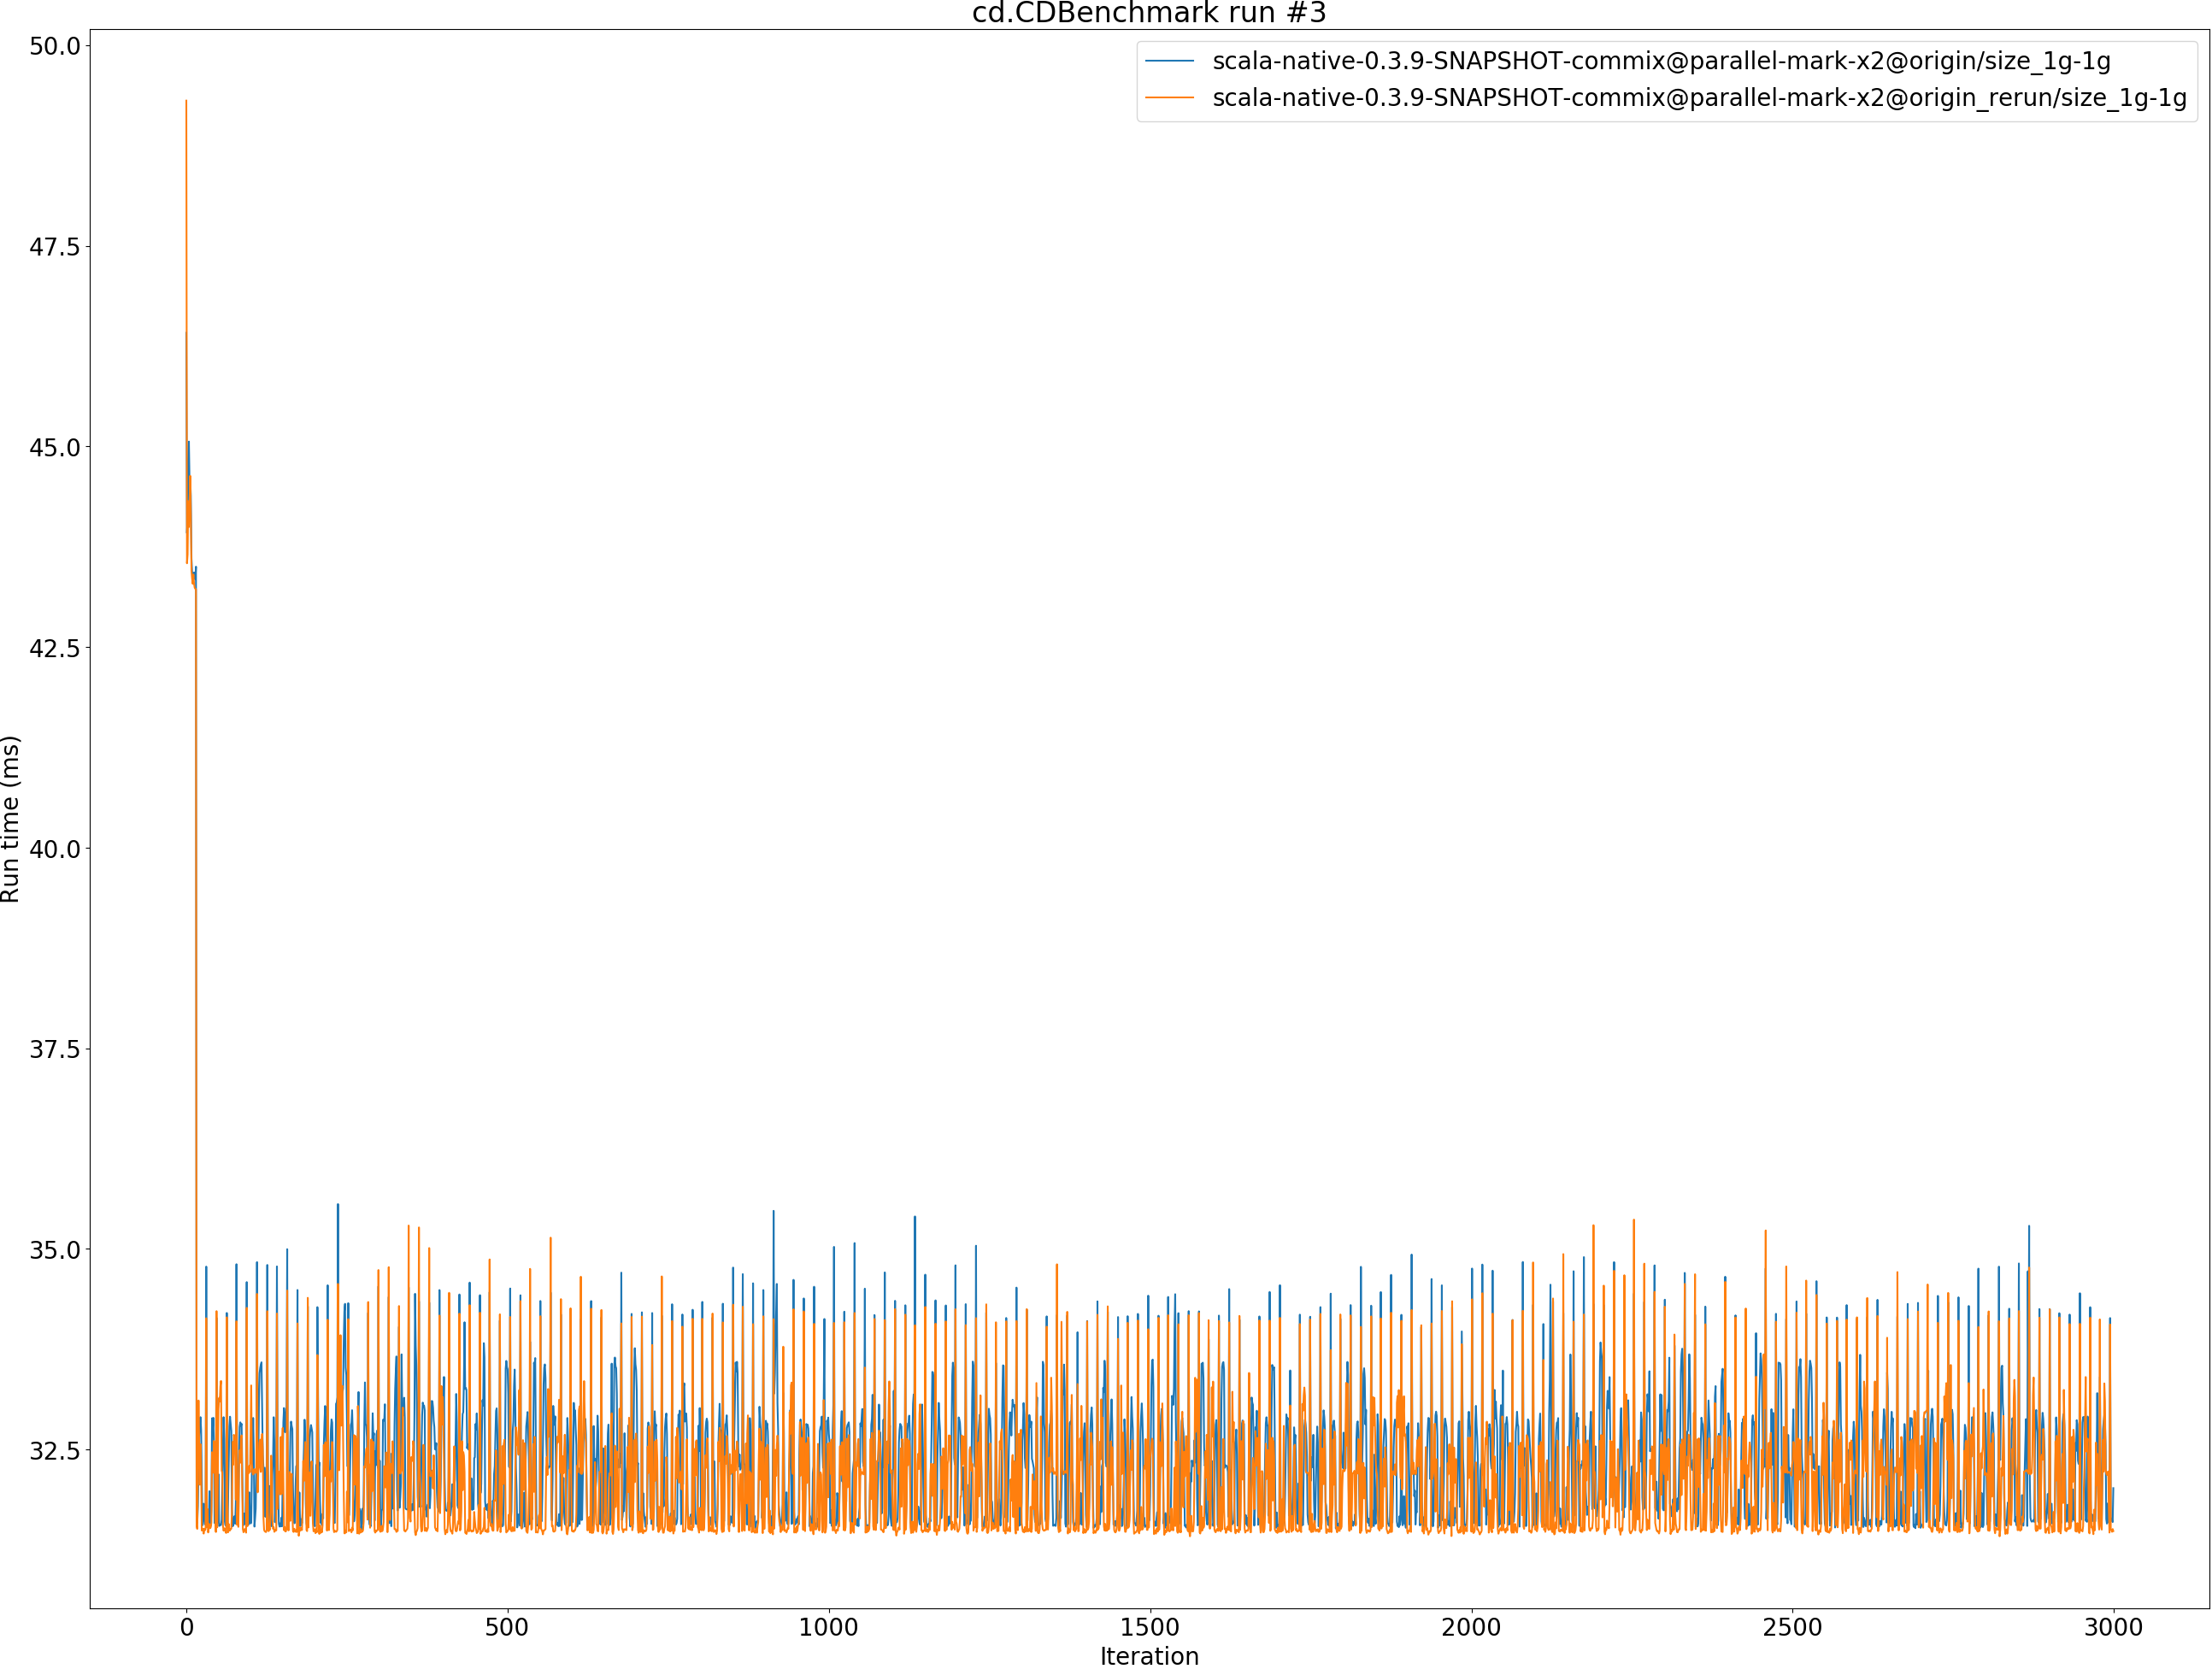 cd.CDBenchmark run #3
scala-native-0.3.9-SNAPSHOT-commix@parallel-mark-x2@origin/size_1g-1g
scala-native-0.3.9-SNAPSHOT-commix@parallel-mark-x2@origin_rerun/size_1g-1g
50.0
47.5
45.0
42.5
40.0
37.5
35.0
32.5
Run time (ms)
0 500 1000 1500 2000 2500 3000
Iteration